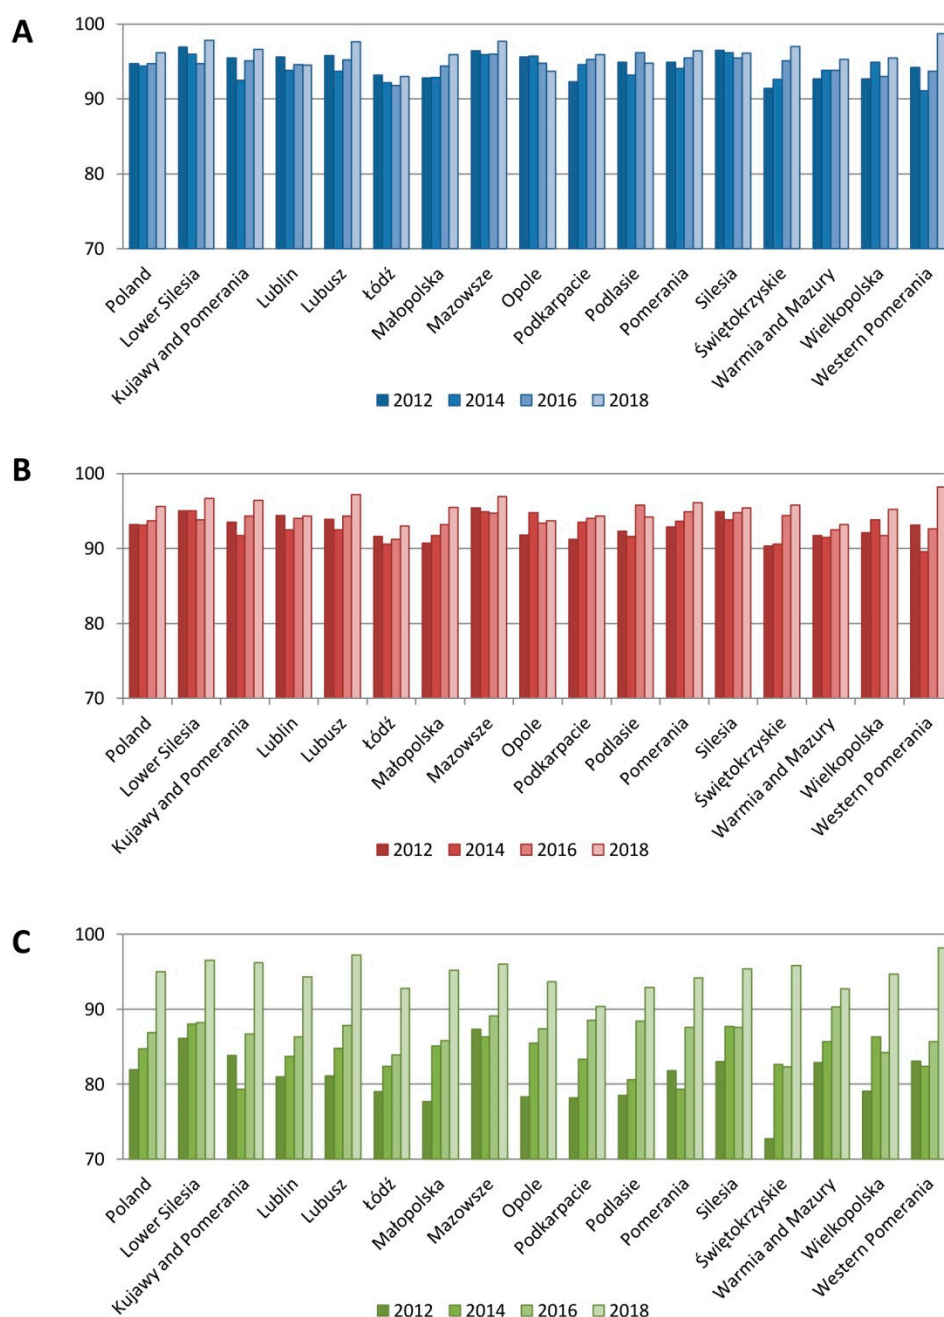 A
100
90
80
70
Poland
Lower Silesia
Kujawy and Pomerania
Lublin
Lubusz
Łódź
Małopolska
Mazowsze
Opole
Podkarpacie
Podlasie
Pomerania
Silesia
Świętokrzyskie
Warmia and Mazury
Wielkopolska
Western Pomerania
2012 2014 2016 2018
B
100
90
80
70
Poland
Lower Silesia
Kujawy and Pomerania
Lublin
Lubusz
Łódź
Małopolska
Mazowsze
Opole
Podkarpacie
Podlasie
Pomerania
Silesia
Świętokrzyskie
Warmia and Mazury
Wielkopolska
Western Pomerania
2012 2014 2016 2018
C
100
90
80
70
Poland
Lower Silesia
Kujawy and Pomerania
Lublin
Lubusz
Łódź
Małopolska
Mazowsze
Opole
Podkarpacie
Podlasie
Pomerania
Silesia
Świętokrzyskie
Warmia and Mazury
Wielkopolska
Western Pomerania
2012 2014 2016 2018